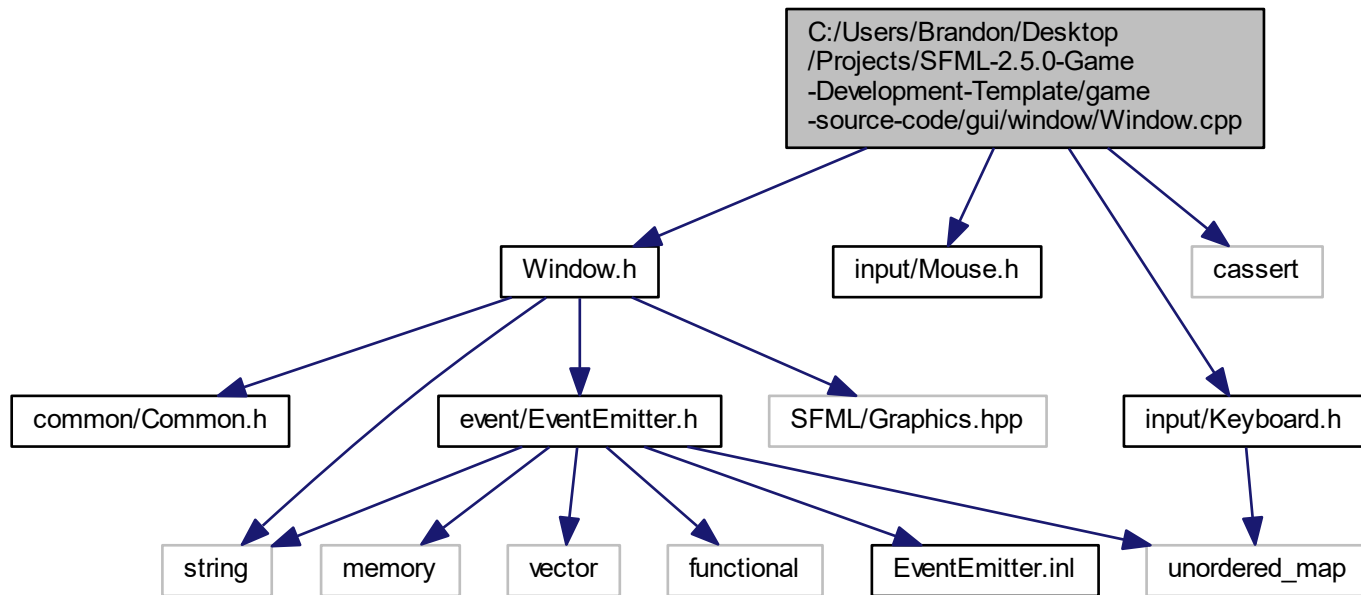 C:/Users/Brandon/Desktop
/Projects/SFML-2.5.0-Game
-Development-Template/game
-source-code/gui/window/Window.cpp
Window.h
input/Mouse.h
cassert
common/Common.h
event/EventEmitter.h
SFML/Graphics.hpp
input/Keyboard.h
string
memory
vector
functional
EventEmitter.inl
unordered_map